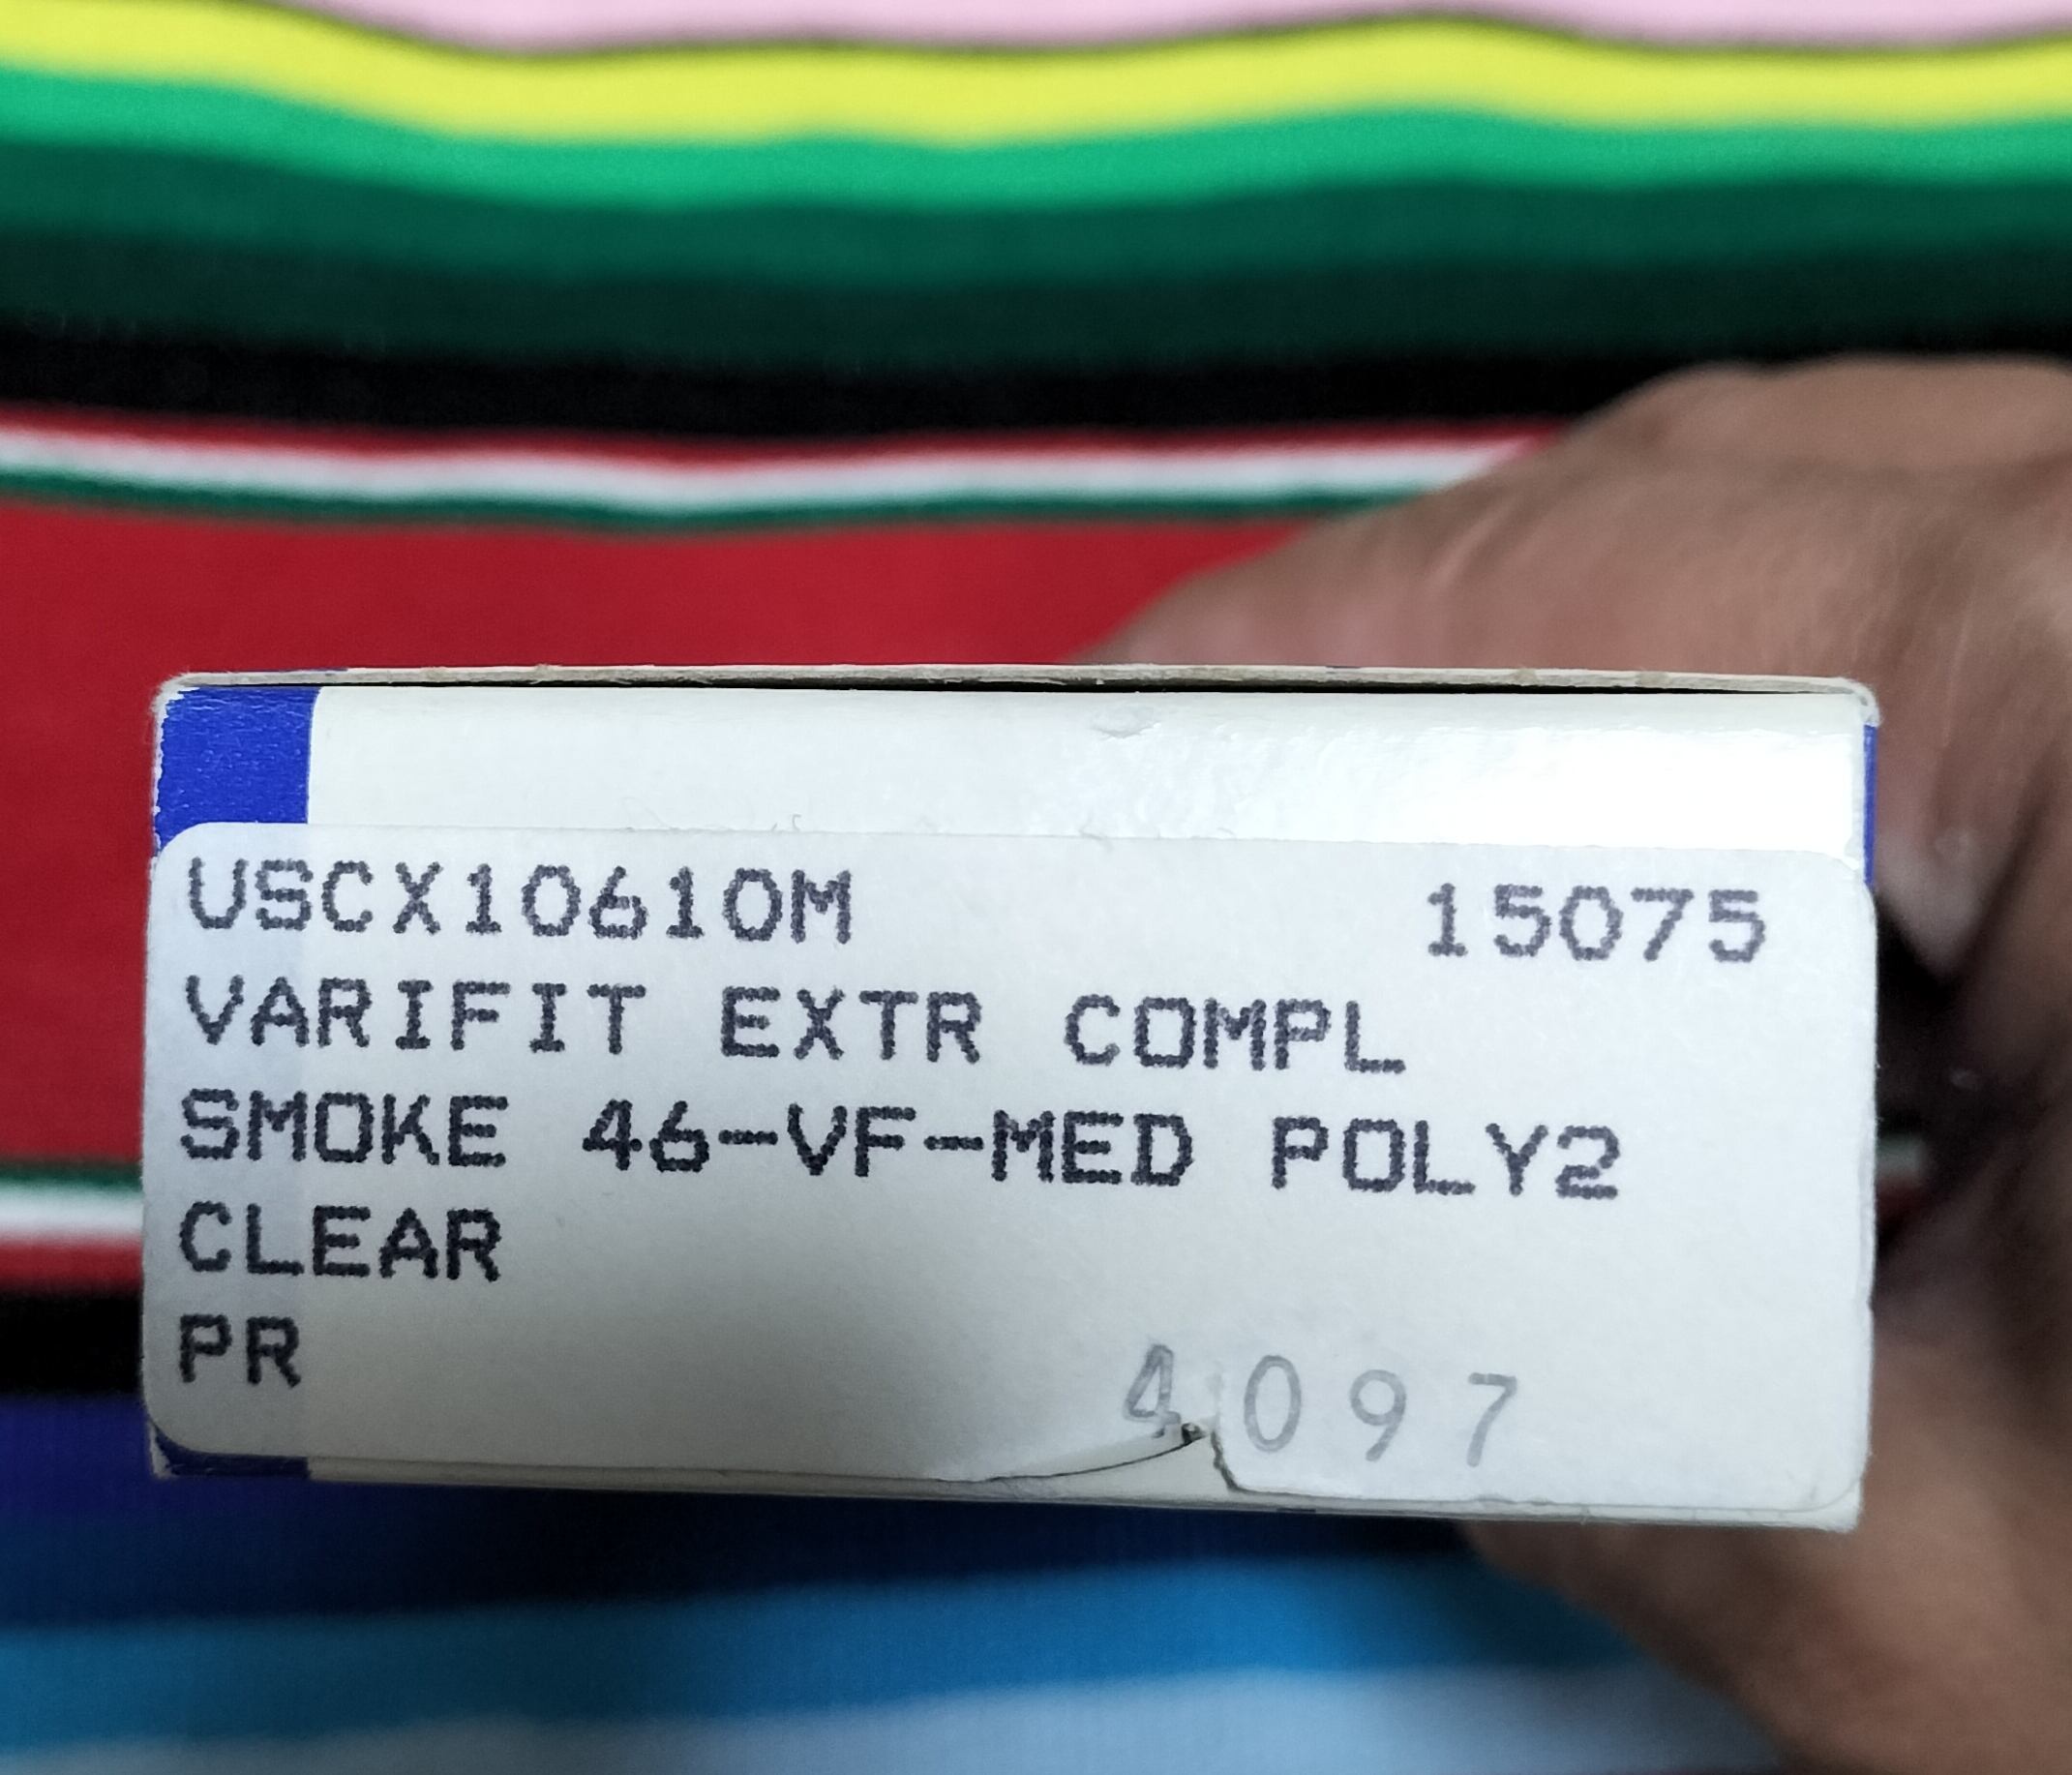 USCX10610M 15075
VARIFIT EXTR COMPL
SMOKE 46-VF-MED POLY2
CLEAR
PR
4097